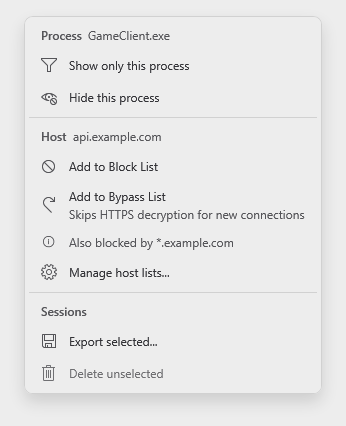 Process GameClient.exe
Show only this process
Hide this process
Host api.example.com
Add to Block List
Add to Bypass List
Skips HTTPS decryption for new connections
Also blocked by *.example.com
Manage host lists...
Sessions
Export selected...
Delete unselected